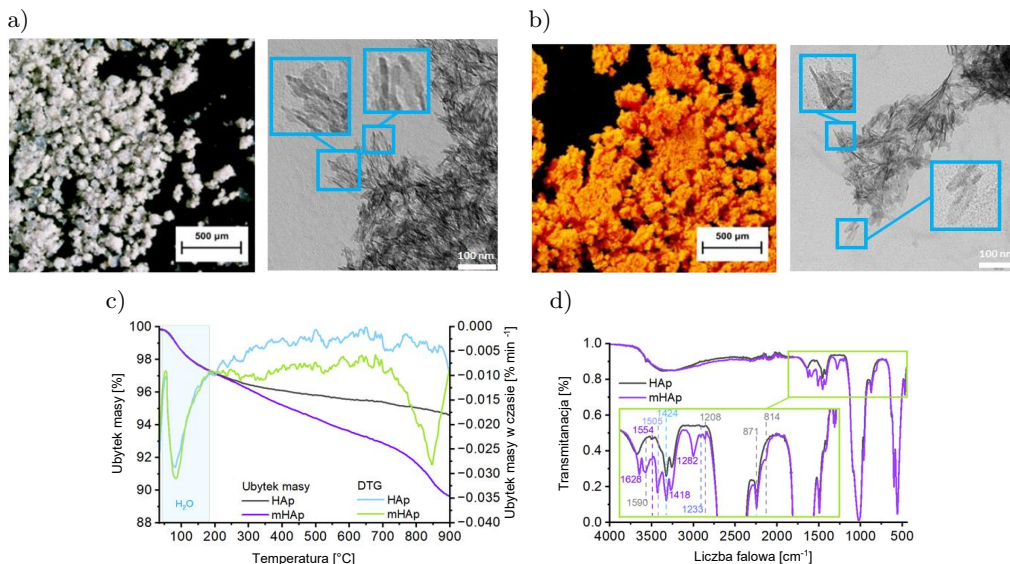 a)
b)
500 µm
100 nm
500 µm
100 nm
c)
d)
Ubytek masy [%]
100
98
96
94
92
90
88
H₂O
Ubytek masy
HAp
mHAp
DTG
HAp
mHAp
100 200 300 400 500 600 700 800 900
Temperatura [°C]
0.000
−0.005
−0.010
−0.015
−0.020
−0.025
−0.030
−0.035
−0.040
Ubytek masy w czasie [% min ⁻¹]
Transmitanacja [%]
1.0
0.8
0.6
0.4
0.2
0.0
HAp
mHAp
1424
1208
814
1505
1554
871
1282
1628
1418
1590
1233
4000 3500 3000 2500 2000 1500 1000 500
Liczba falowa [cm⁻¹]